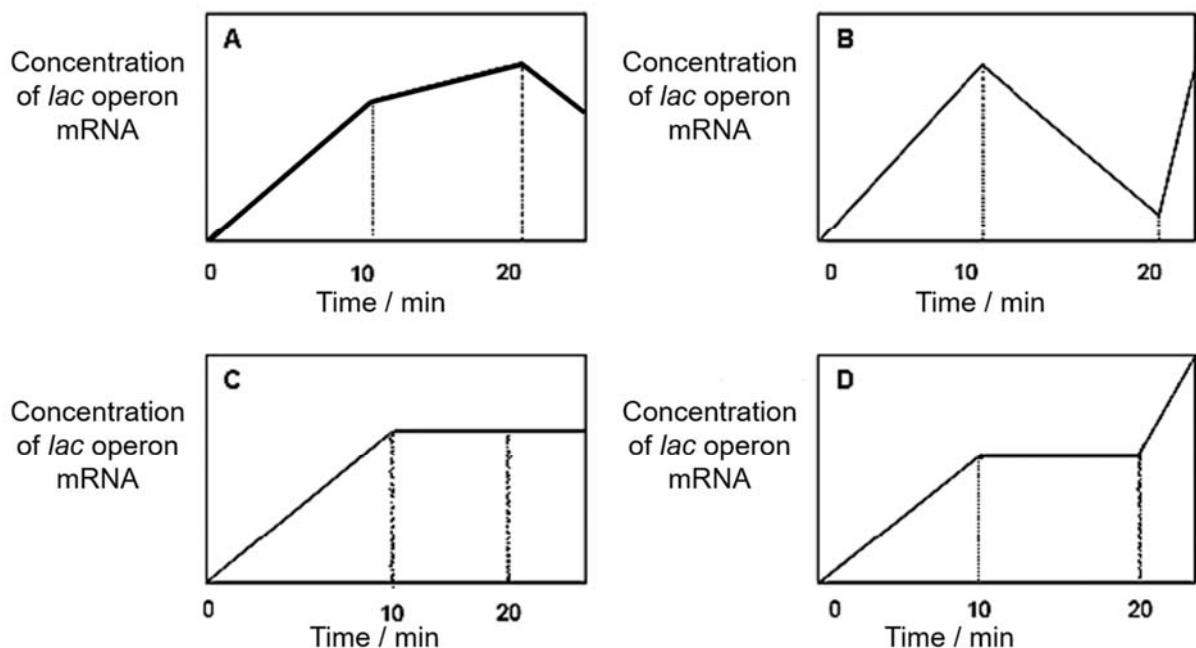 A
Concentration
of lac operon
mRNA
0 10 20
Time / min
B
Concentration
of lac operon
mRNA
0 10 20
Time / min
C
Concentration
of lac operon
mRNA
0 10 20
Time / min
D
Concentration
of lac operon
mRNA
0 10 20
Time / min